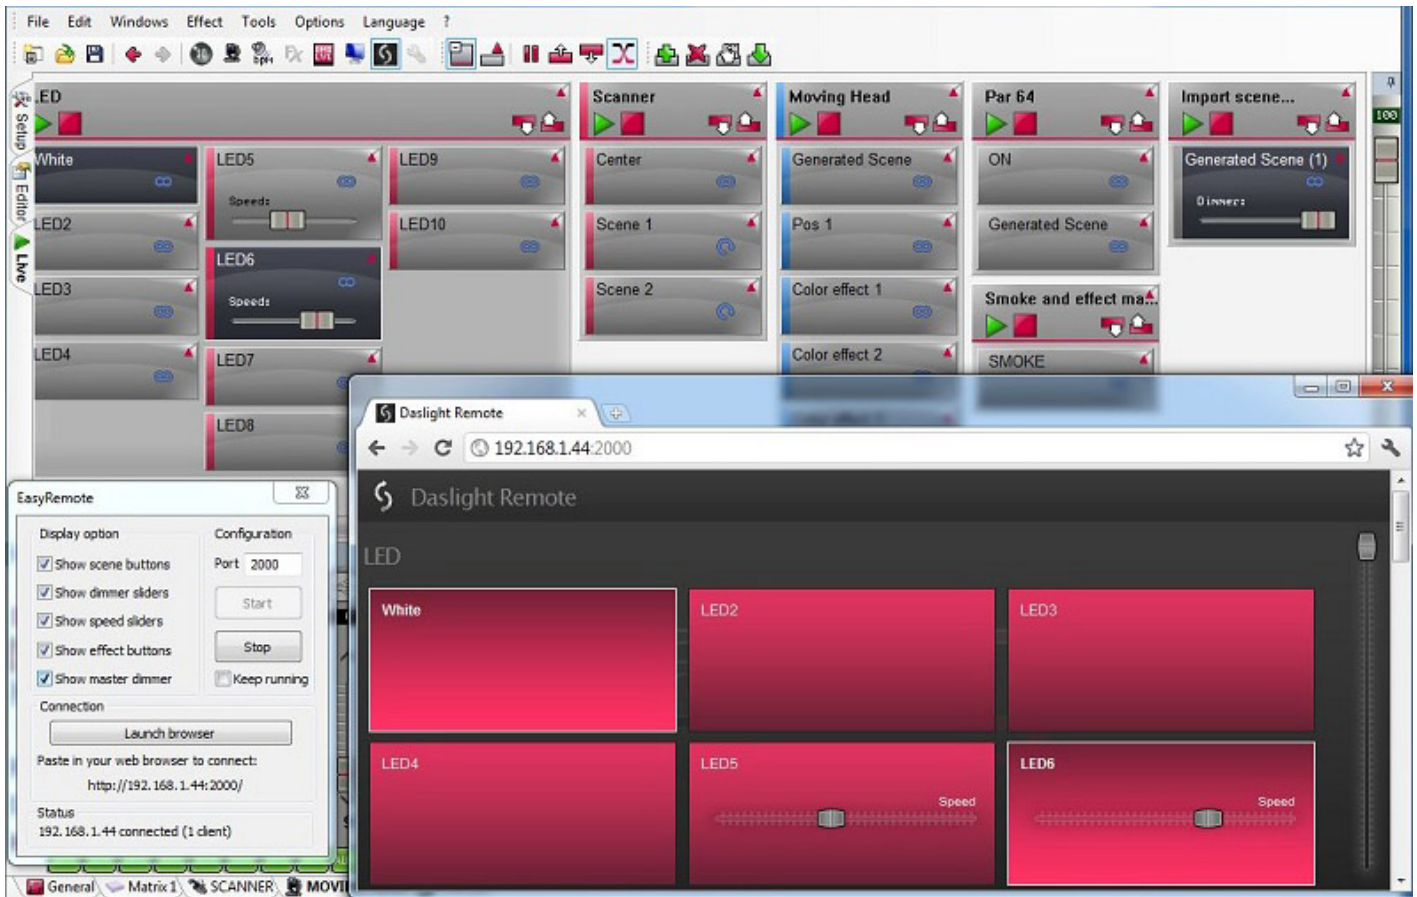 File Edit Windows Effect Tools Options Language ?
Setup
Editor
Live
LED
White
LED2
LED3
LED4
LED5
Speed:
LED6
Speed:
LED7
LED8
LED9
LED10
Scanner
Center
Scene 1
Scene 2
Moving Head
Generated Scene
Pos 1
Color effect 1
Color effect 2
Par 64
ON
Generated Scene
Smoke and effect ma...
SMOKE
Import scene...
Generated Scene (1)
Dimmer:
100
EasyRemote
Display option
Show scene buttons
Show dimmer sliders
Show speed sliders
Show effect buttons
Show master dimmer
Configuration
Port 2000
Start
Stop
Keep running
Connection
Launch browser
Paste in your web browser to connect:
http://192.168.1.44:2000/
Status
192.168.1.44 connected (1 client)
General Matrix 1 SCANNER
Daslight Remote
192.168.1.44:2000
Daslight Remote
LED
White LED2 LED3
LED4 LED5 LED6
Speed Speed